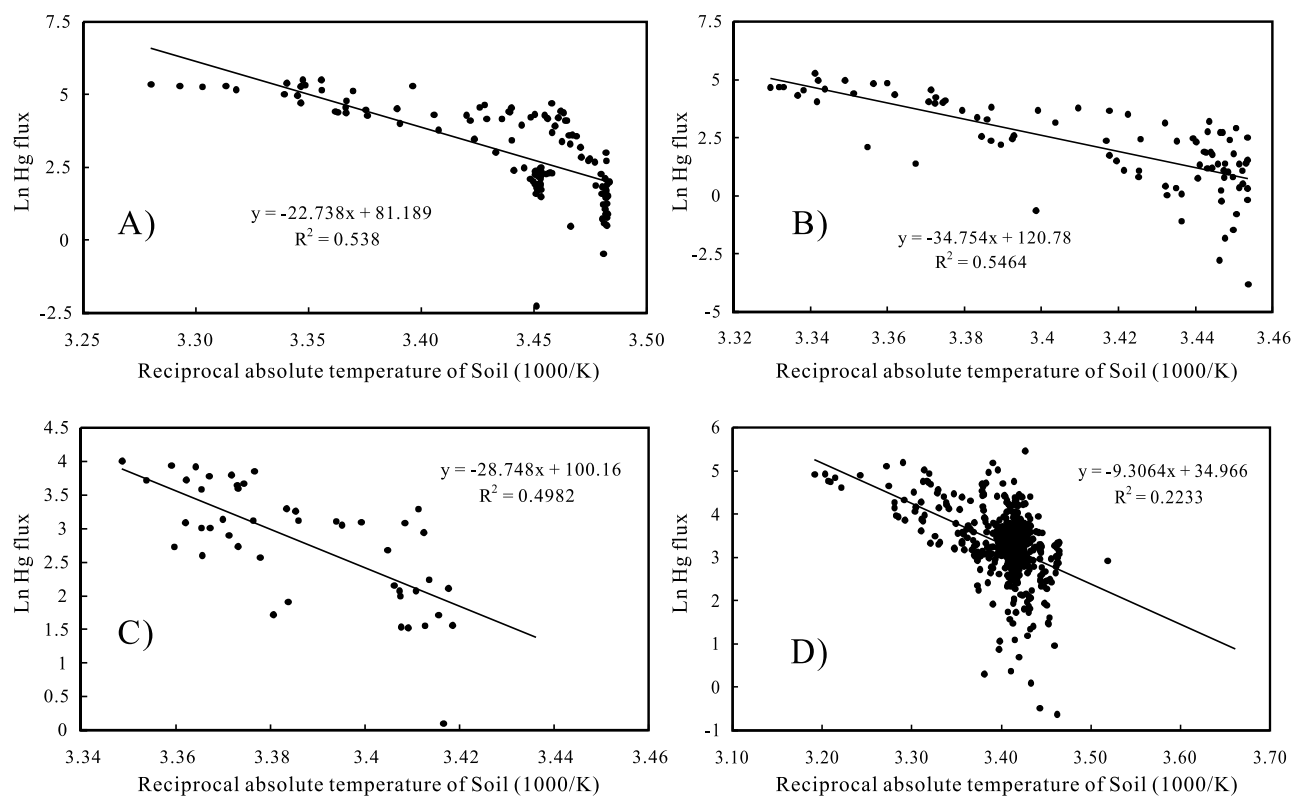 7.5
5
2.5
0
-2.5
Ln Hg flux
A)
y = -22.738x + 81.189
R² = 0.538
3.25 3.30 3.35 3.40 3.45 3.50
Reciprocal absolute temperature of Soil (1000/K)
7.5
5
2.5
0
-2.5
-5
Ln Hg flux
B)
y = -34.754x + 120.78
R² = 0.5464
3.32 3.34 3.36 3.38 3.4 3.42 3.44 3.46
Reciprocal absolute temperature of Soil (1000/K)
4.5
4
3.5
3
2.5
2
1.5
1
0.5
0
Ln Hg flux
y = -28.748x + 100.16
R² = 0.4982
C)
3.34 3.36 3.38 3.4 3.42 3.44 3.46
Reciprocal absolute temperature of Soil (1000/K)
6
5
4
3
2
1
0
-1
Ln Hg flux
y = -9.3064x + 34.966
R² = 0.2233
D)
3.10 3.20 3.30 3.40 3.50 3.60 3.70
Reciprocal absolute temperature of Soil (1000/K)